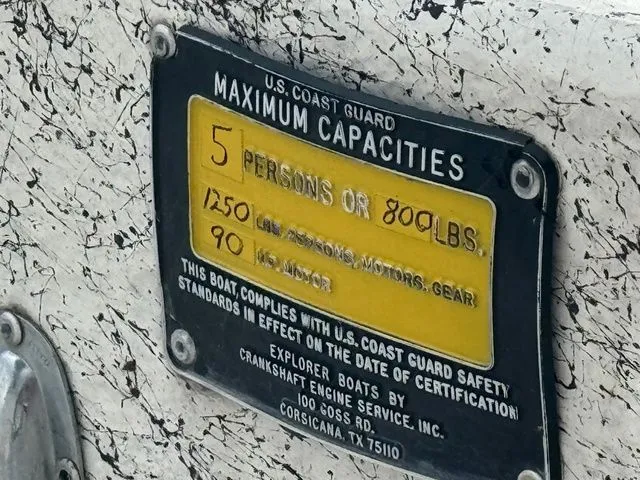 U.S. COAST GUARD
MAXIMUM CAPACITIES
5 PERSONS OR 800 LBS.
1250 LBS. PERSONS, MOTORS, GEAR
90 H.P. MOTOR
THIS BOAT COMPLIES WITH U.S. COAST GUARD SAFETY
STANDARDS IN EFFECT ON THE DATE OF CERTIFICATION
EXPLORER BOATS BY
CRANKSHAFT ENGINE SERVICE, INC.
100 GOSS RD.
CORSICANA, TX 75110